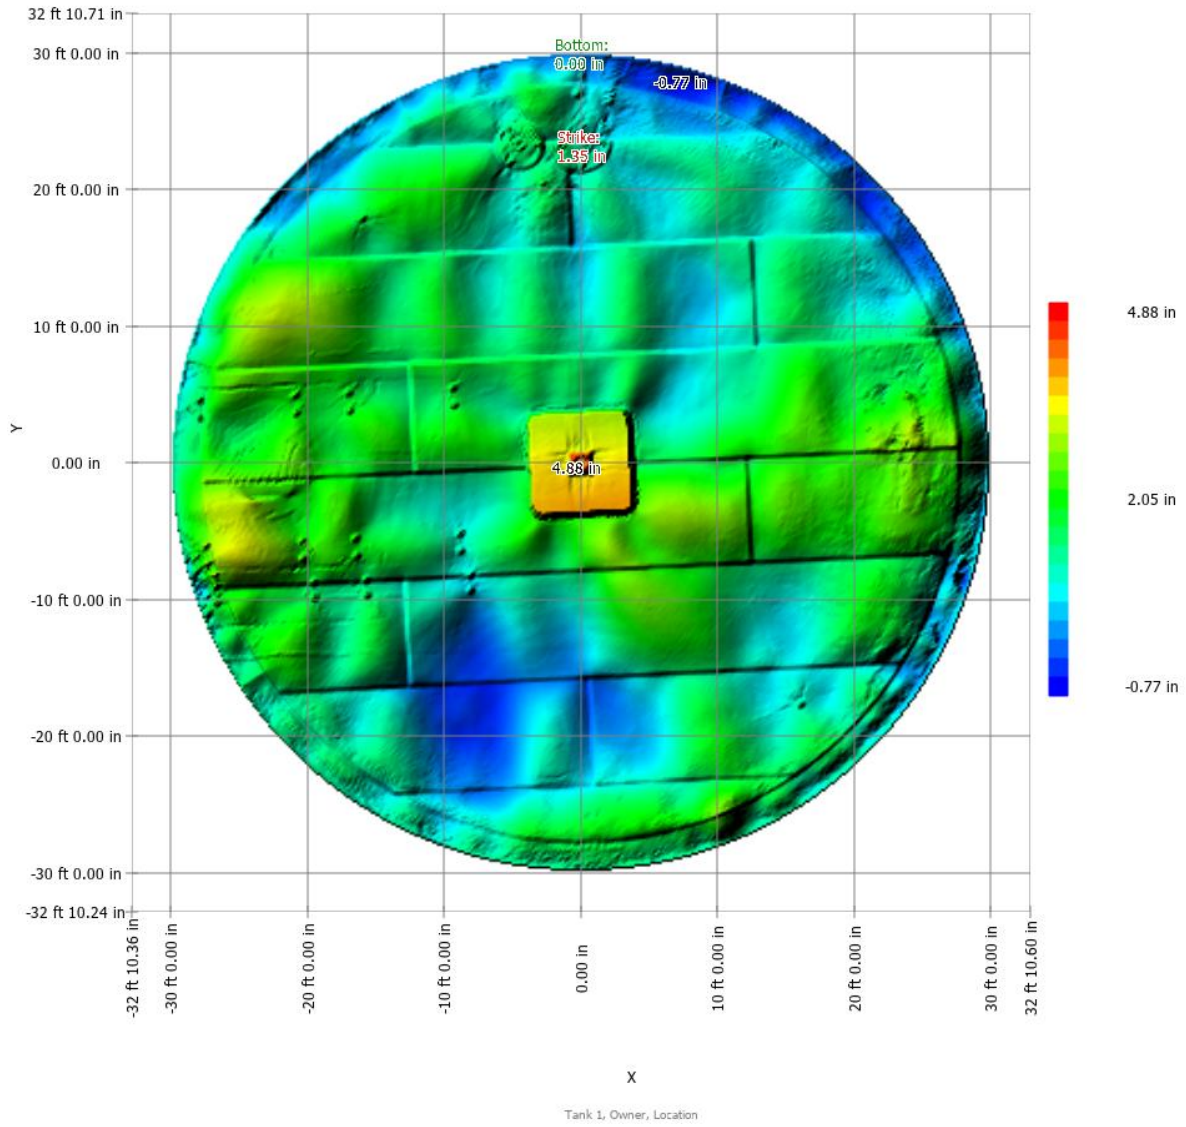 32 ft 10.71 in
30 ft 0.00 in
Bottom:
0.00 in
-0.77 in
Strike:
1.35 in
20 ft 0.00 in
10 ft 0.00 in
4.88 in
Y
0.00 in
4.88 in
2.05 in
-10 ft 0.00 in
-0.77 in
-20 ft 0.00 in
-30 ft 0.00 in
-32 ft 10.24 in
-32 ft 10.36 in
-30 ft 0.00 in
-20 ft 0.00 in
-10 ft 0.00 in
0.00 in
10 ft 0.00 in
20 ft 0.00 in
30 ft 0.00 in
32 ft 10.60 in
X
Tank 1, Owner, Location